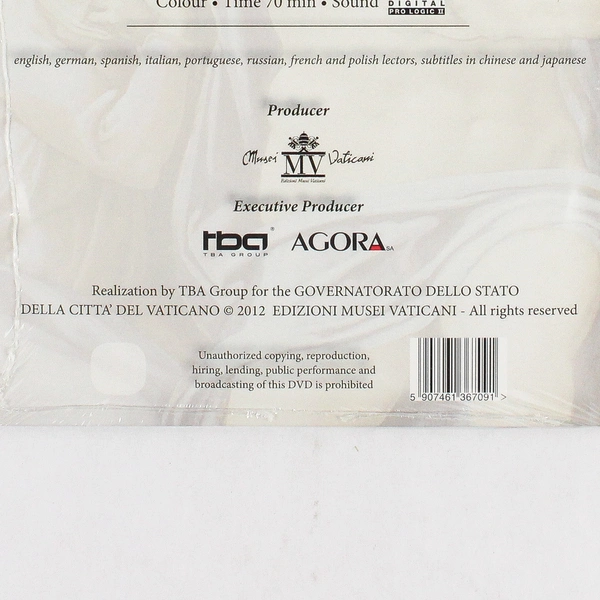 Colour • Time 70 min • Sound DIGITAL
PRO LOGIC II
english, german, spanish, italian, portuguese, russian, french and polish lectors, subtitles in chinese and japanese
Producer
Musei MV Vaticani
Edizioni Musei Vaticani
Executive Producer
tba® AGORA SA
TBA GROUP
Realization by TBA Group for the GOVERNATORATO DELLO STATO
DELLA CITTA' DEL VATICANO © 2012 EDIZIONI MUSEI VATICANI - All rights reserved
Unauthorized copying, reproduction,
hiring, lending, public performance and
broadcasting of this DVD is prohibited
5 907461 367091 >